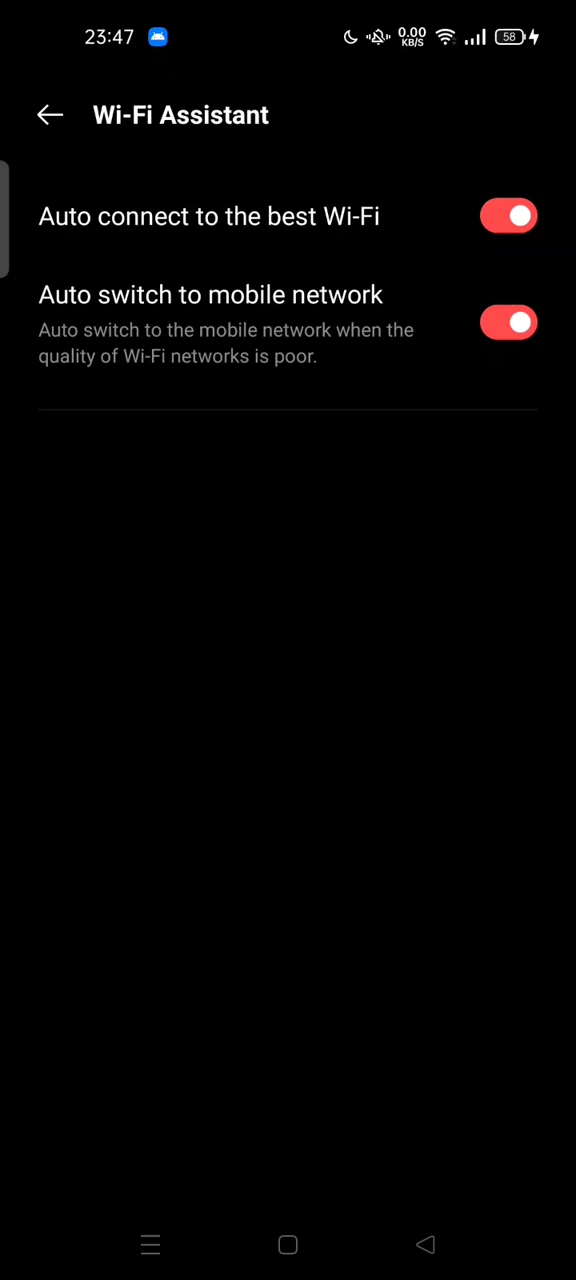 23:47
0.00
KB/S
58
Wi-Fi Assistant
Auto connect to the best Wi-Fi
Auto switch to mobile network
Auto switch to the mobile network when the
quality of Wi-Fi networks is poor.